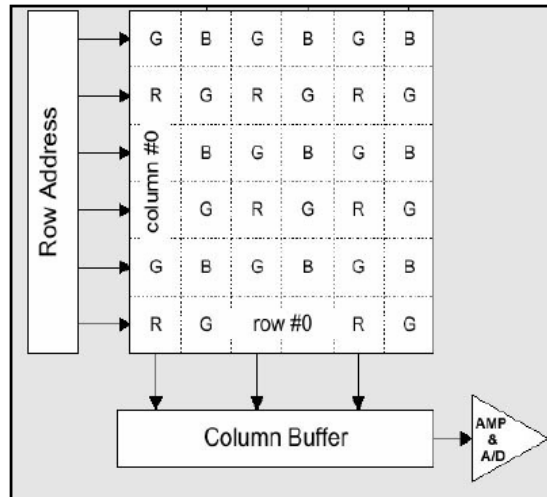 G B G B G B
R G R G R G
B G B G B
G R G R G
G B G B G B
R G row #0 R G
column #0
Row Address
Column Buffer
AMP
&
A/D